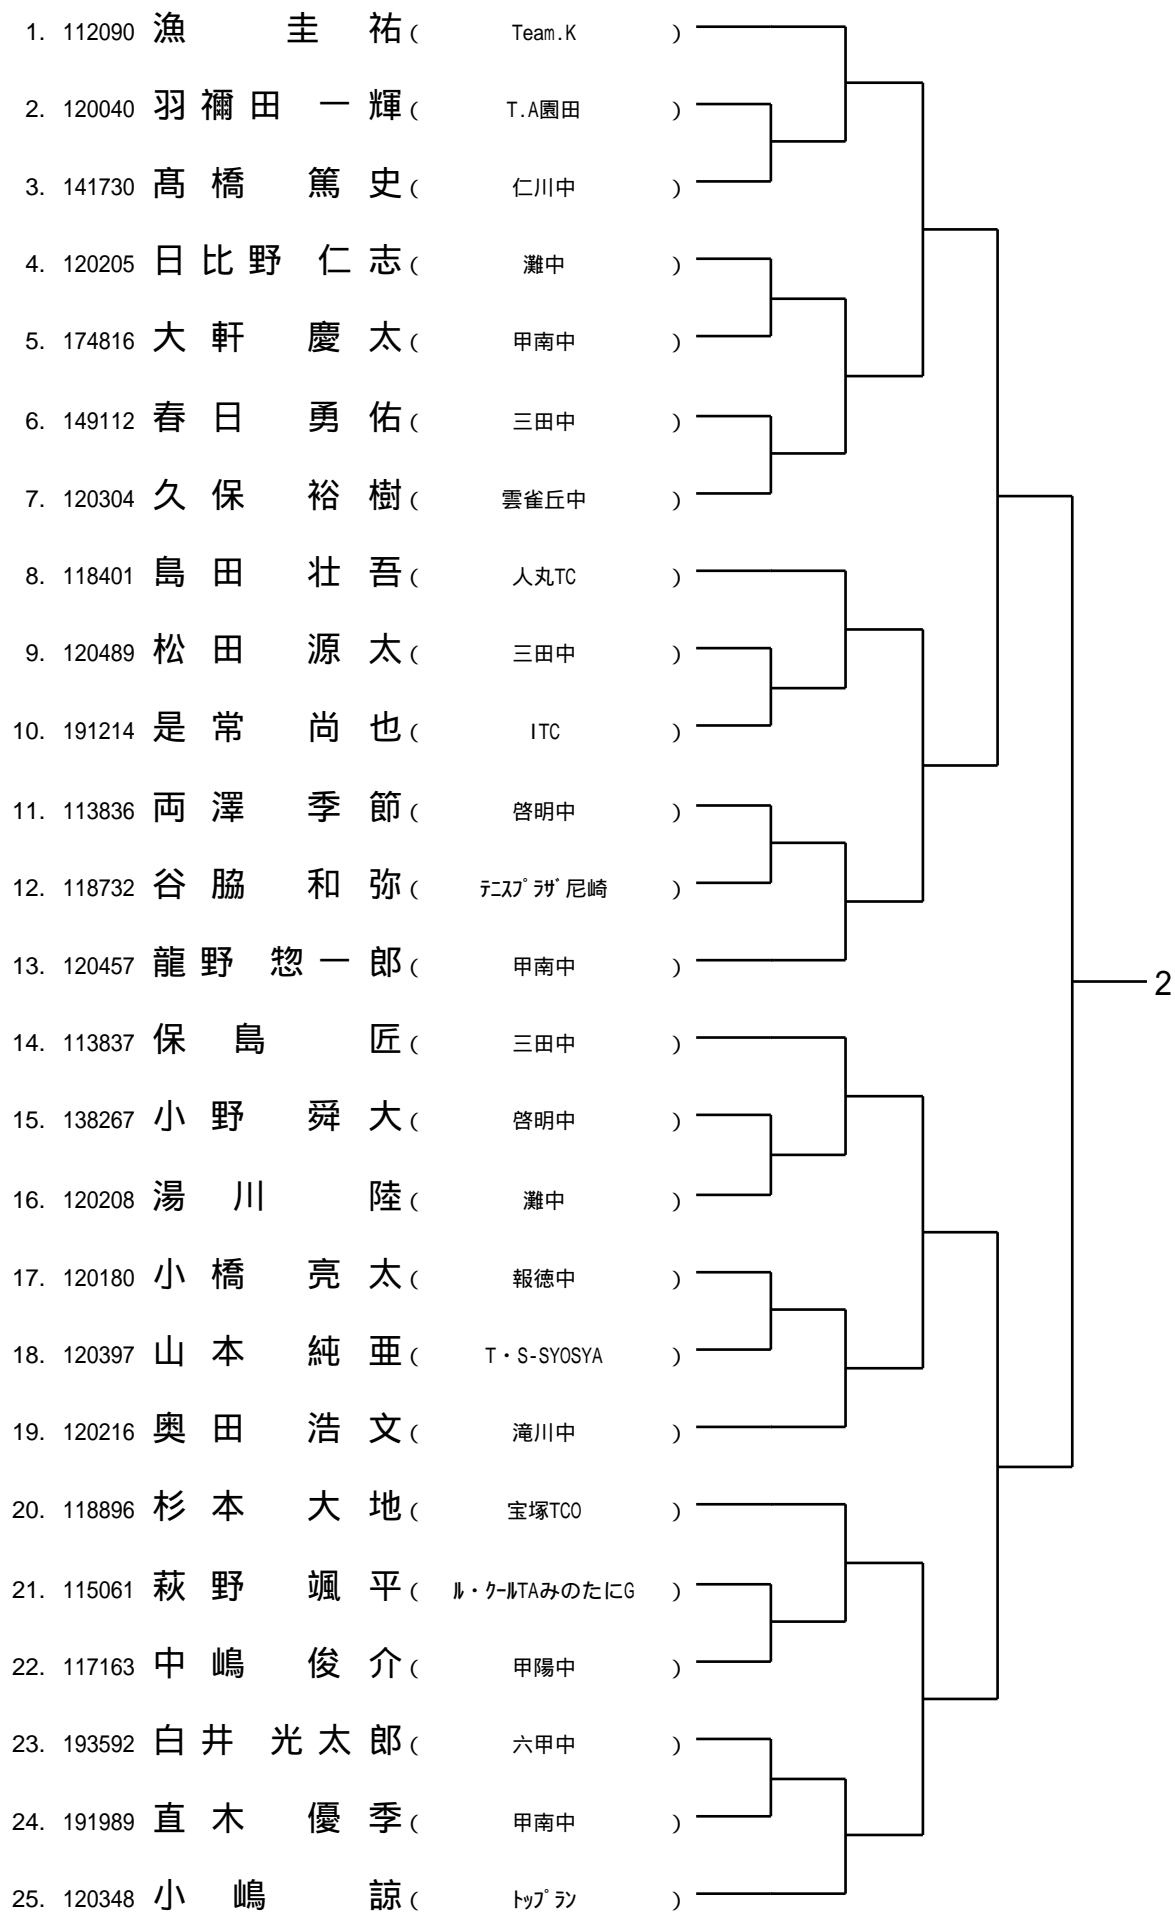 1. 112090 漁 圭 祐 ( Team.K )
2. 120040 羽禰田 一 輝 ( T.A園田 )
3. 141730 髙 橋 篤 史 ( 仁川中 )
4. 120205 日比野 仁 志 ( 灘中 )
5. 174816 大 軒 慶 太 ( 甲南中 )
6. 149112 春 日 勇 佑 ( 三田中 )
7. 120304 久 保 裕 樹 ( 雲雀丘中 )
8. 118401 島 田 壮 吾 ( 人丸TC )
9. 120489 松 田 源 太 ( 三田中 )
10. 191214 是 常 尚 也 ( ITC )
11. 113836 両 澤 季 節 ( 啓明中 )
12. 118732 谷 脇 和 弥 ( ﾃﾆｽﾌﾟﾗｻﾞ尼崎 )
13. 120457 龍 野 惣一郎 ( 甲南中 )
2
14. 113837 保 島 匠 ( 三田中 )
15. 138267 小 野 舜 大 ( 啓明中 )
16. 120208 湯 川 陸 ( 灘中 )
17. 120180 小 橋 亮 太 ( 報徳中 )
18. 120397 山 本 純 亜 ( T・S-SYOSYA )
19. 120216 奥 田 浩 文 ( 滝川中 )
20. 118896 杉 本 大 地 ( 宝塚TCO )
21. 115061 萩 野 颯 平 ( ﾙ・ｸｰﾙTAみのたにG )
22. 117163 中 嶋 俊 介 ( 甲陽中 )
23. 193592 白 井 光太郎 ( 六甲中 )
24. 191989 直 木 優 季 ( 甲南中 )
25. 120348 小 嶋 諒 ( ﾄｯﾌﾟﾗﾝ )